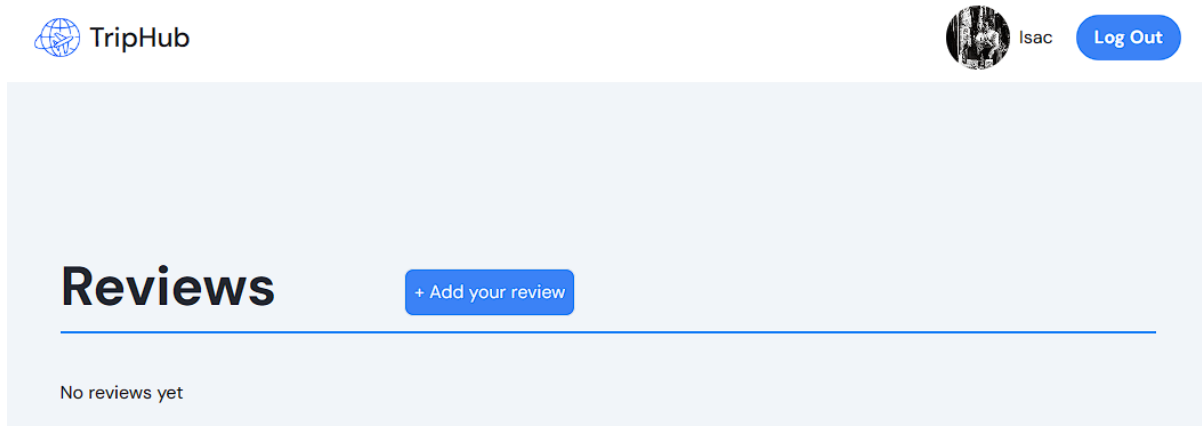 TripHub
Isac
Log Out
Reviews
+ Add your review
No reviews yet